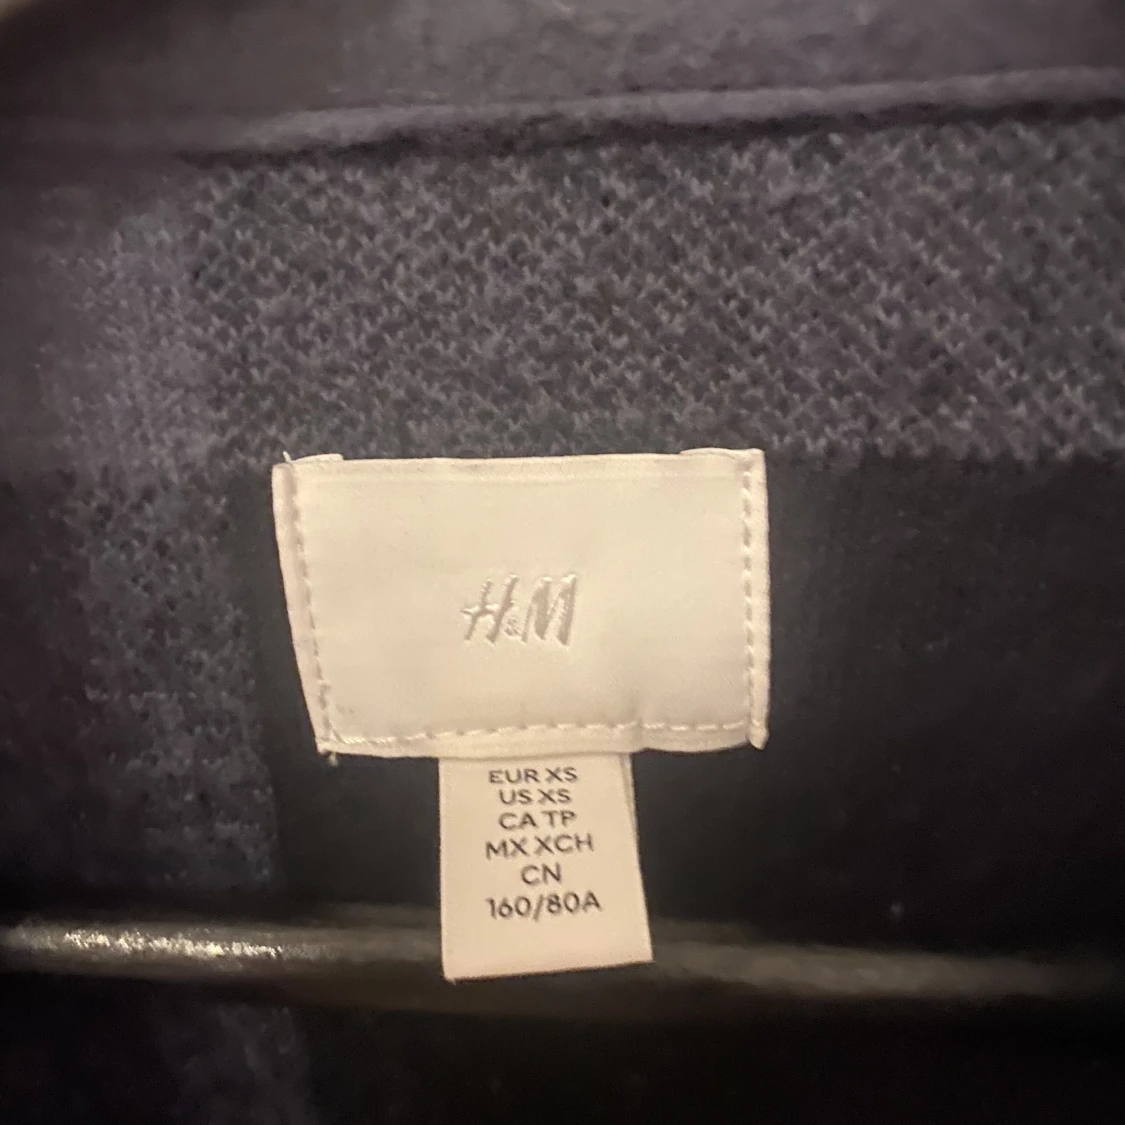 H&M
EUR XS
US XS
CA TP
MX XCH
CN
160/80A